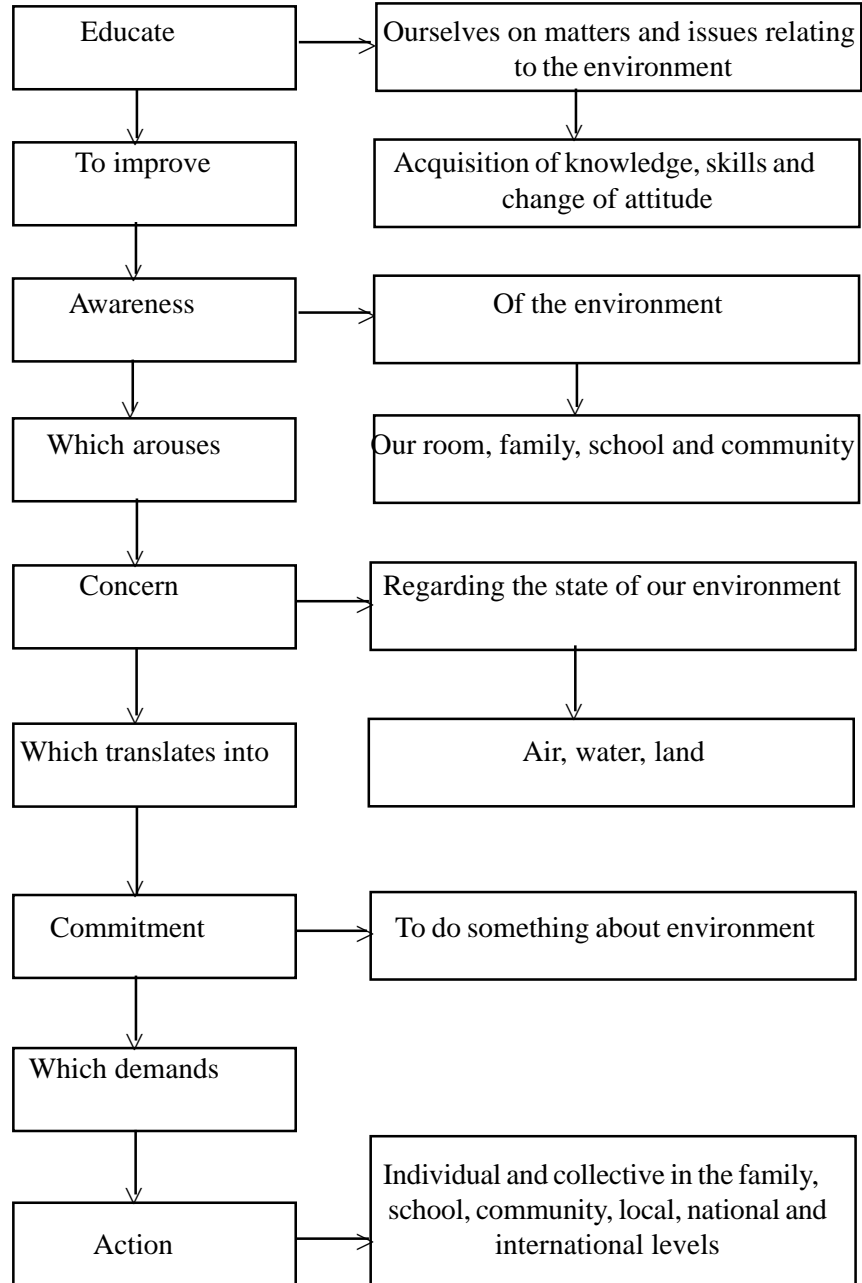 Educate
Ourselves on matters and issues relating
to the environment
To improve
Acquisition of knowledge, skills and
change of attitude
Awareness
Of the environment
Which arouses
Our room, family, school and community
Concern
Regarding the state of our environment
Which translates into
Air, water, land
Commitment
To do something about environment
Which demands
Individual and collective in the family,
school, community, local, national and
international levels
Action